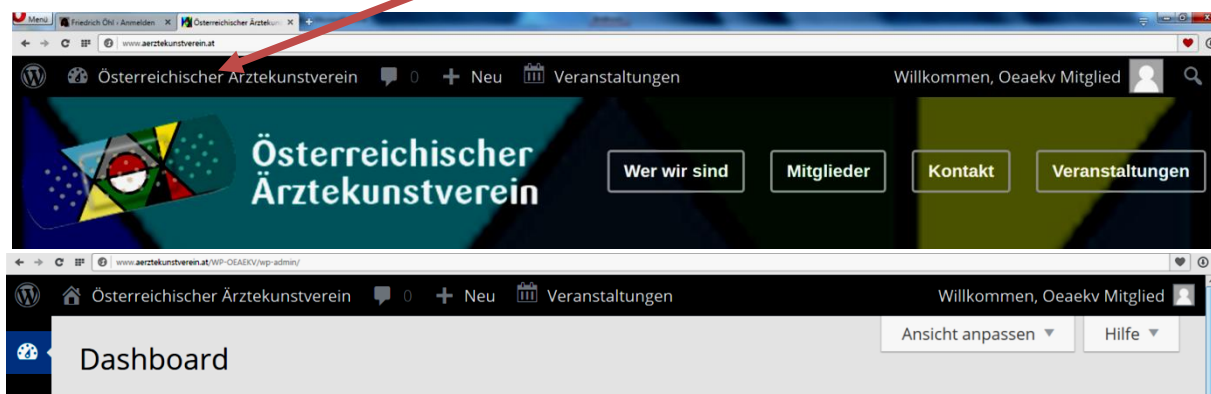 Menü Friedrich Öhl ‹ Anmelden × Österreichischer Ärztekuns × +
www.aerztekunstverein.at
Österreichischer Ärztekunstverein 0 + Neu Veranstaltungen Willkommen, Oeaekv Mitglied
Österreichischer
Ärztekunstverein
Wer wir sind Mitglieder Kontakt Veranstaltungen
www.aerztekunstverein.at/WP-OEAEKV/wp-admin/
Österreichischer Ärztekunstverein 0 + Neu Veranstaltungen Willkommen, Oeaekv Mitglied
Ansicht anpassen ▼ Hilfe ▼
Dashboard